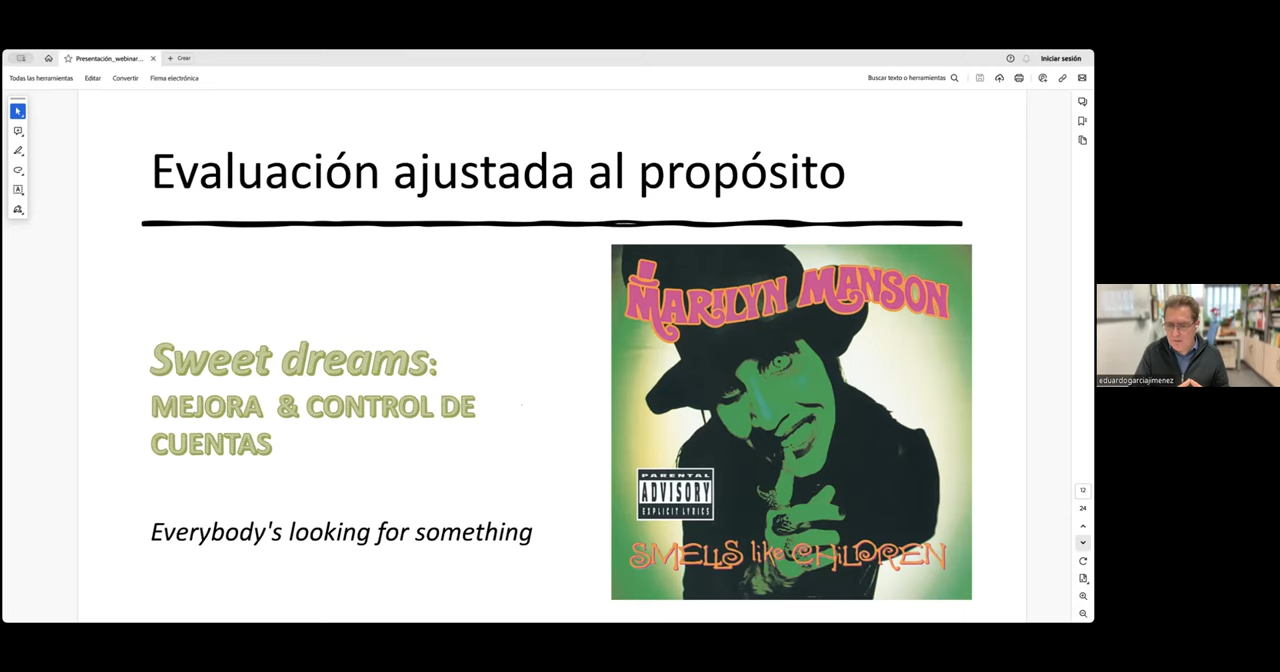 Presentación_webinar...
Crear
Iniciar sesión
Todas las herramientas
Editar
Convertir
Firma electrónica
Buscar texto o herramientas
Evaluación ajustada al propósito
Sweet dreams:
MEJORA & CONTROL DE
CUENTAS
Everybody's looking for something
MARILYN MANSON
PARENTAL
ADVISORY
EXPLICIT LYRICS
SMELLS like CHiLDREN
eduardogarciajimenez
12
24